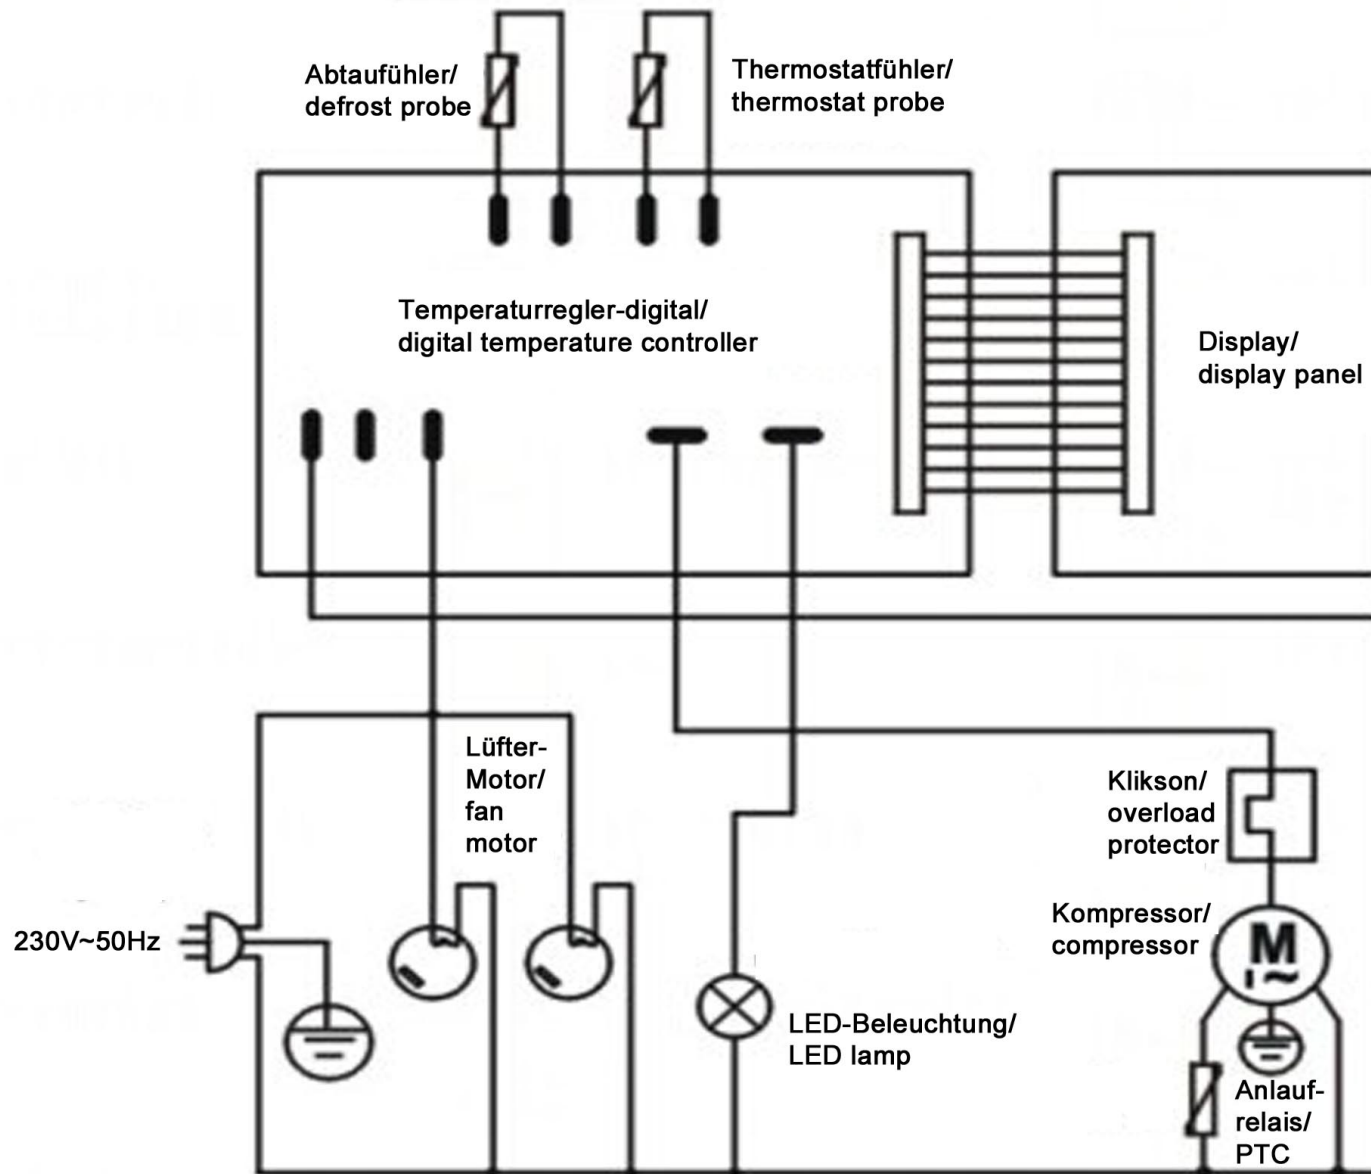 Abtaufühler/
defrost probe
Thermostatfühler/
thermostat probe
Temperaturregler-digital/
digital temperature controller
Display/
display panel
Lüfter-
Motor/
fan
motor
Klikson/
overload
protector
230V~50Hz
Kompressor/
compressor
M
1~
LED-Beleuchtung/
LED lamp
Anlauf-
relais/
PTC